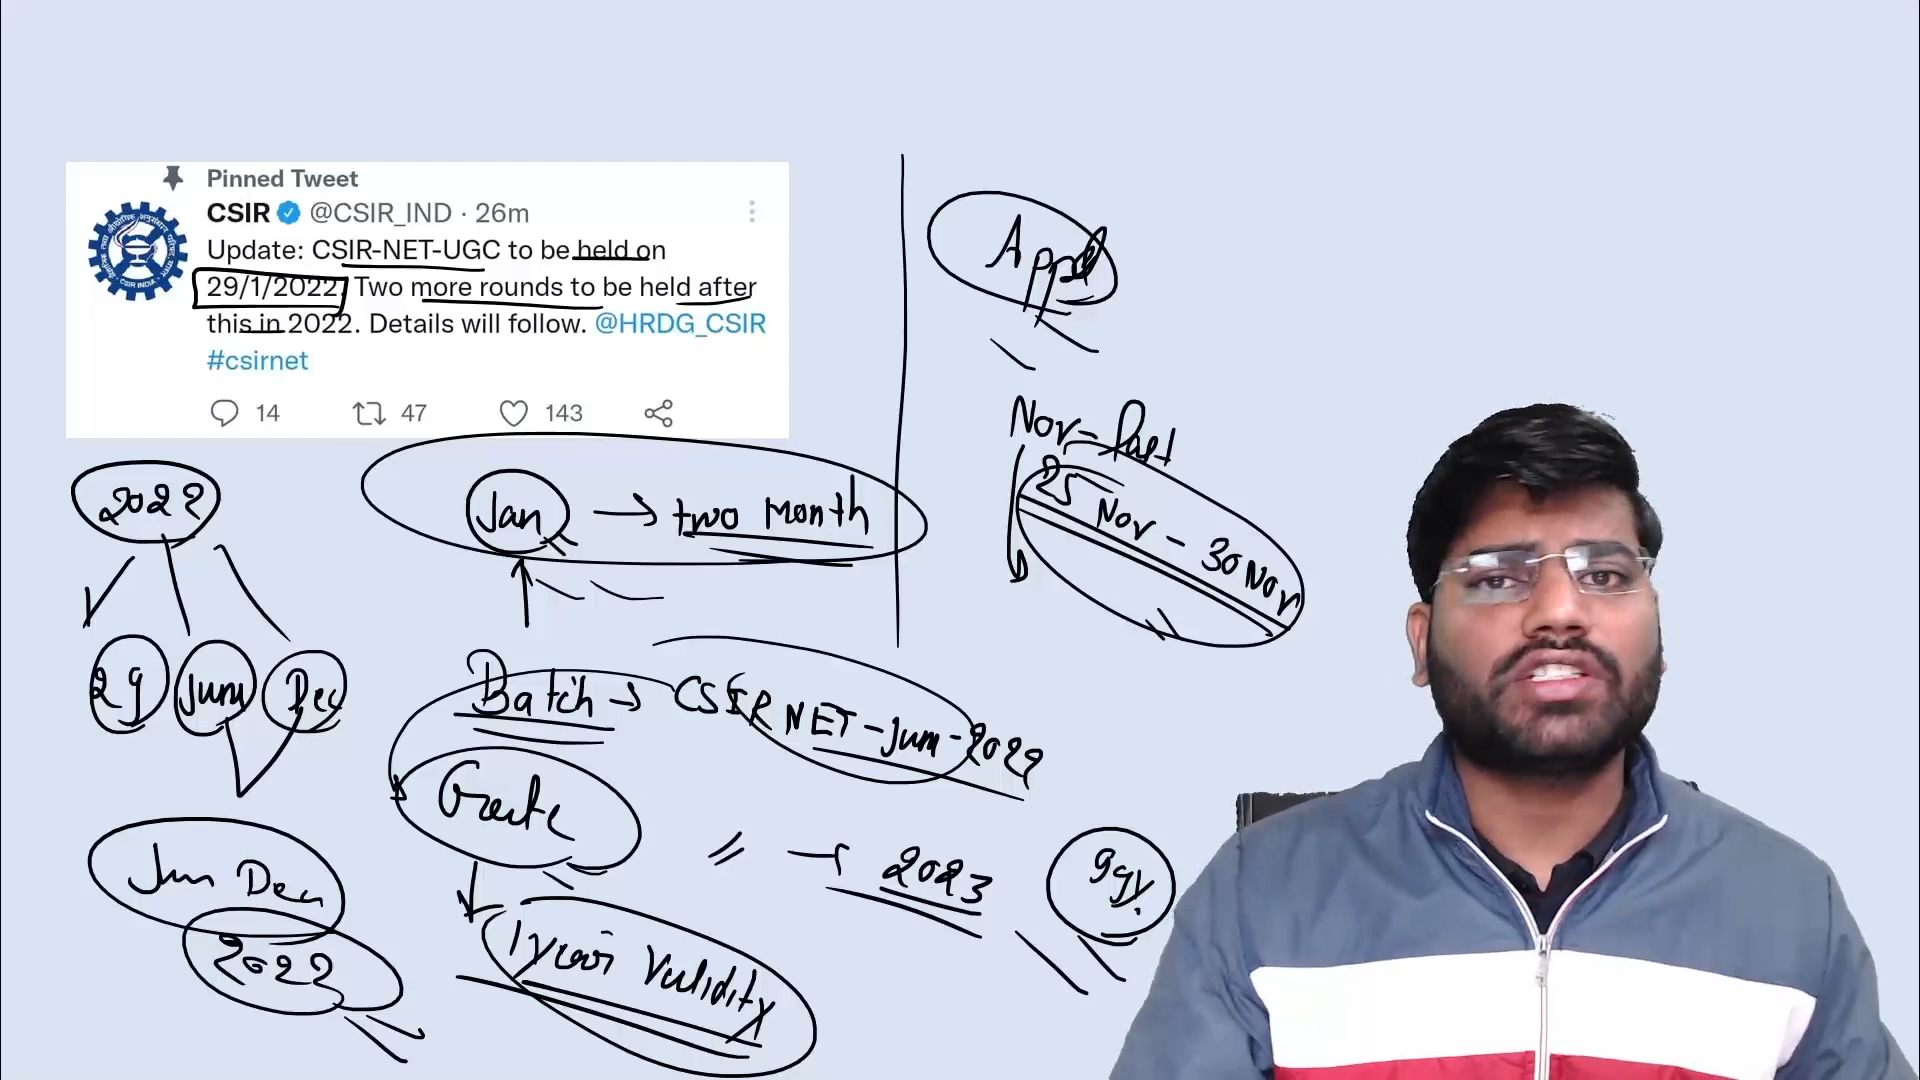 Pinned Tweet
CSIR @CSIR_IND · 26m
Update: CSIR-NET-UGC to be held on
29/1/2022. Two more rounds to be held after
this in 2022. Details will follow. @HRDG_CSIR
#csirnet
14 47 143
CSIR INDIA
2022
29 Jun Dec
Jun Dec
2022
Jan → two Month
Batch → CSIR NET-Jun-2022
1 year Validity
→ 2023
Nov-last
25 Nov - 30 Nov